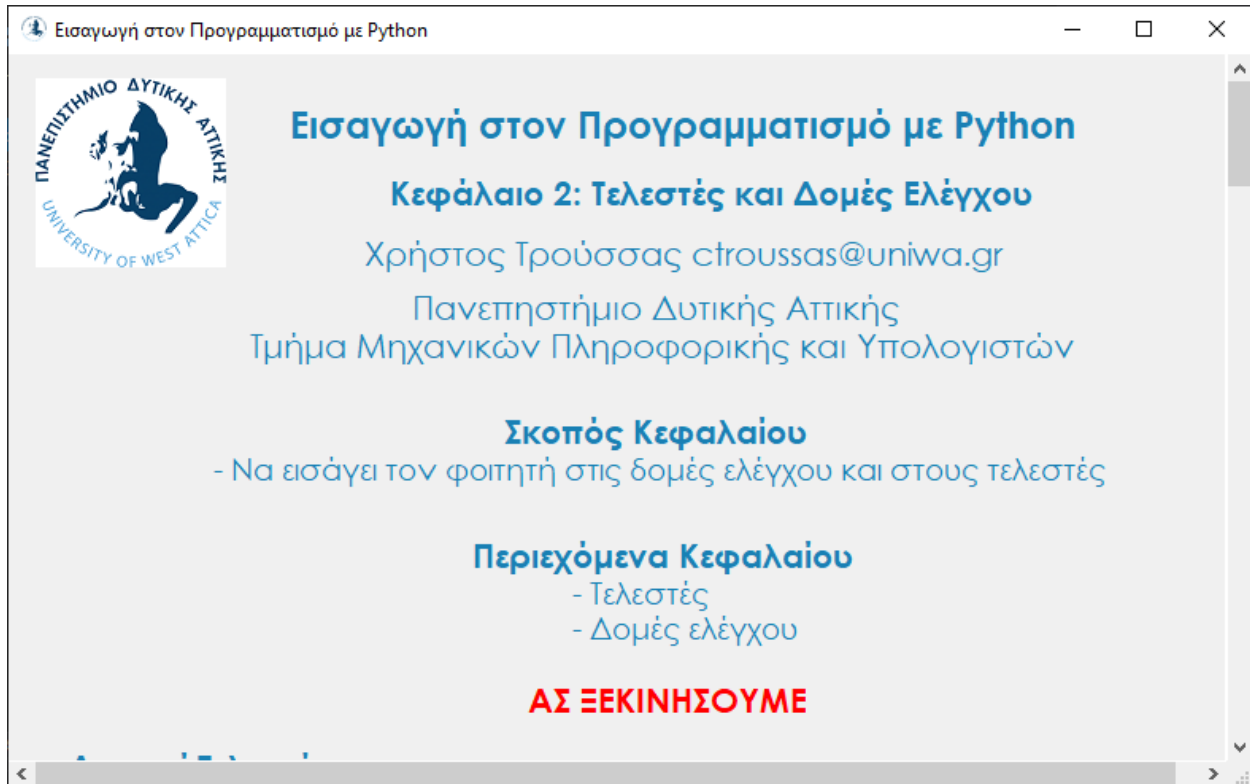 Εισαγωγή στον Προγραμματισμό με Python
ΠΑΝΕΠΙΣΤΗΜΙΟ ΔΥΤΙΚΗΣ ΑΤΤΙΚΗΣ
UNIVERSITY OF WEST ATTICA
Εισαγωγή στον Προγραμματισμό με Python
Κεφάλαιο 2: Τελεστές και Δομές Ελέγχου
Χρήστος Τρούσσας ctroussas@uniwa.gr
Πανεπηστήμιο Δυτικής Αττικής
Τμήμα Μηχανικών Πληροφορικής και Υπολογιστών
Σκοπός Κεφαλαίου
- Να εισάγει τον φοιτητή στις δομές ελέγχου και στους τελεστές
Περιεχόμενα Κεφαλαίου
- Τελεστές
- Δομές ελέγχου
ΑΣ ΞΕΚΙΝΗΣΟΥΜΕ